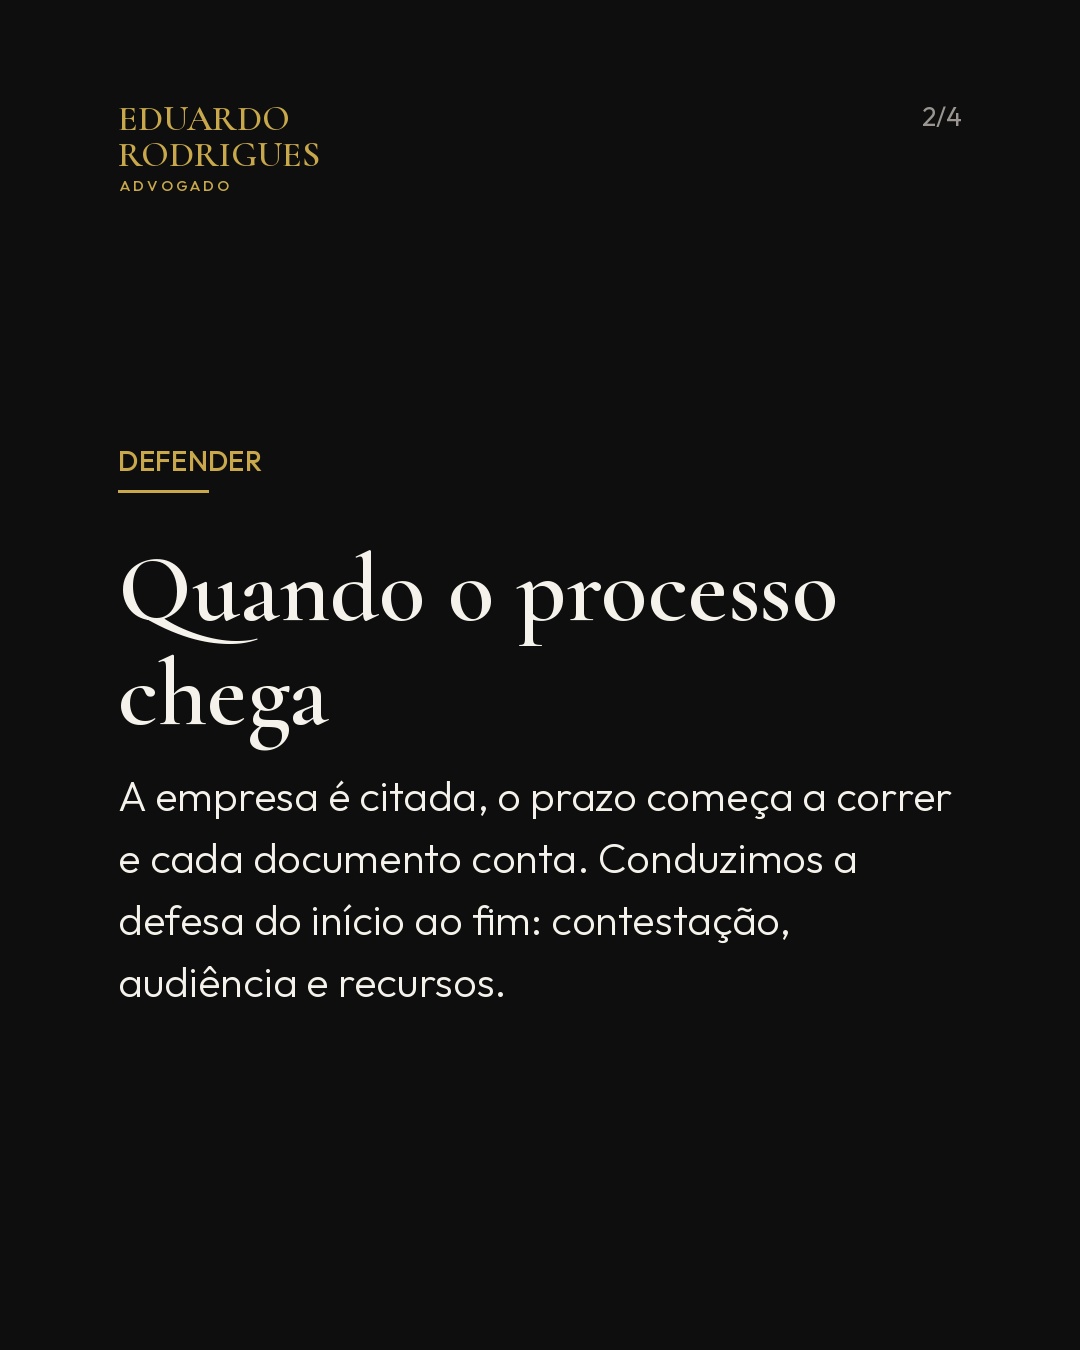 EDUARDO
RODRIGUES
ADVOGADO
2/4
DEFENDER
Quando o processo
chega
A empresa é citada, o prazo começa a correr
e cada documento conta. Conduzimos a
defesa do início ao fim: contestação,
audiência e recursos.